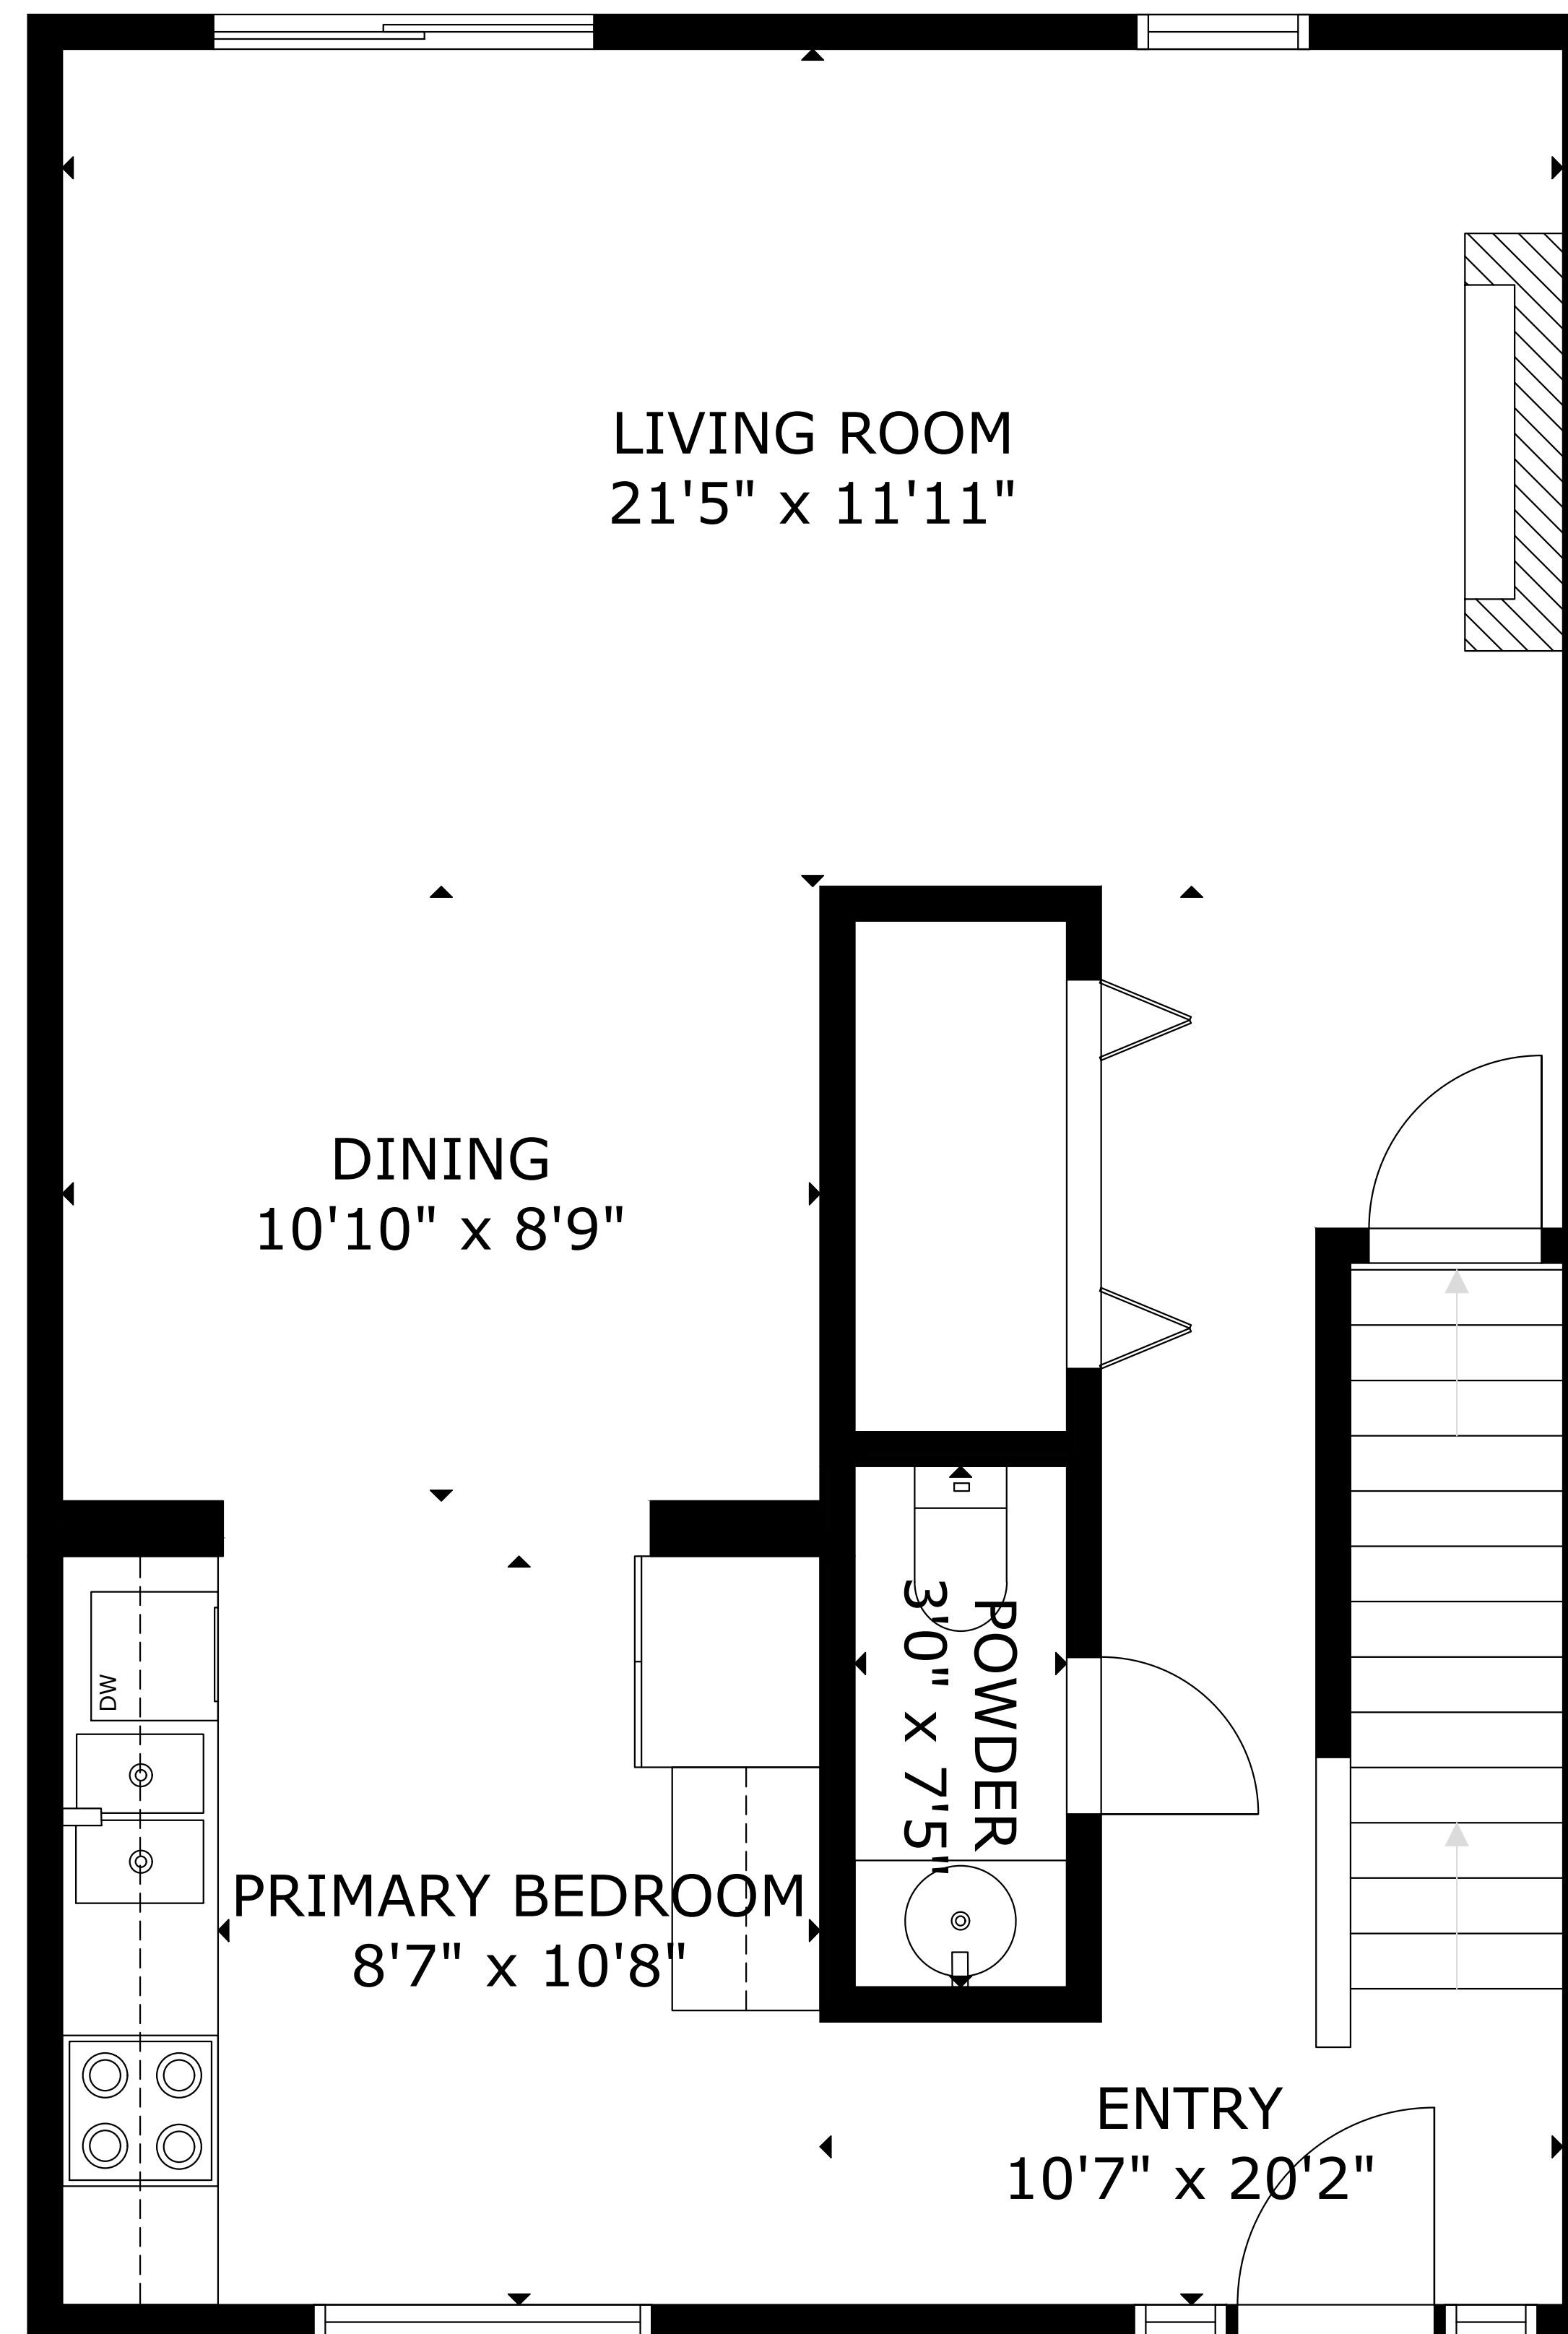 LIVING ROOM
21'5" x 11'11"
DINING
10'10" x 8'9"
POWDER
3'0" x 7'5"
DW
PRIMARY BEDROOM
8'7" x 10'8"
ENTRY
10'7" x 20'2"